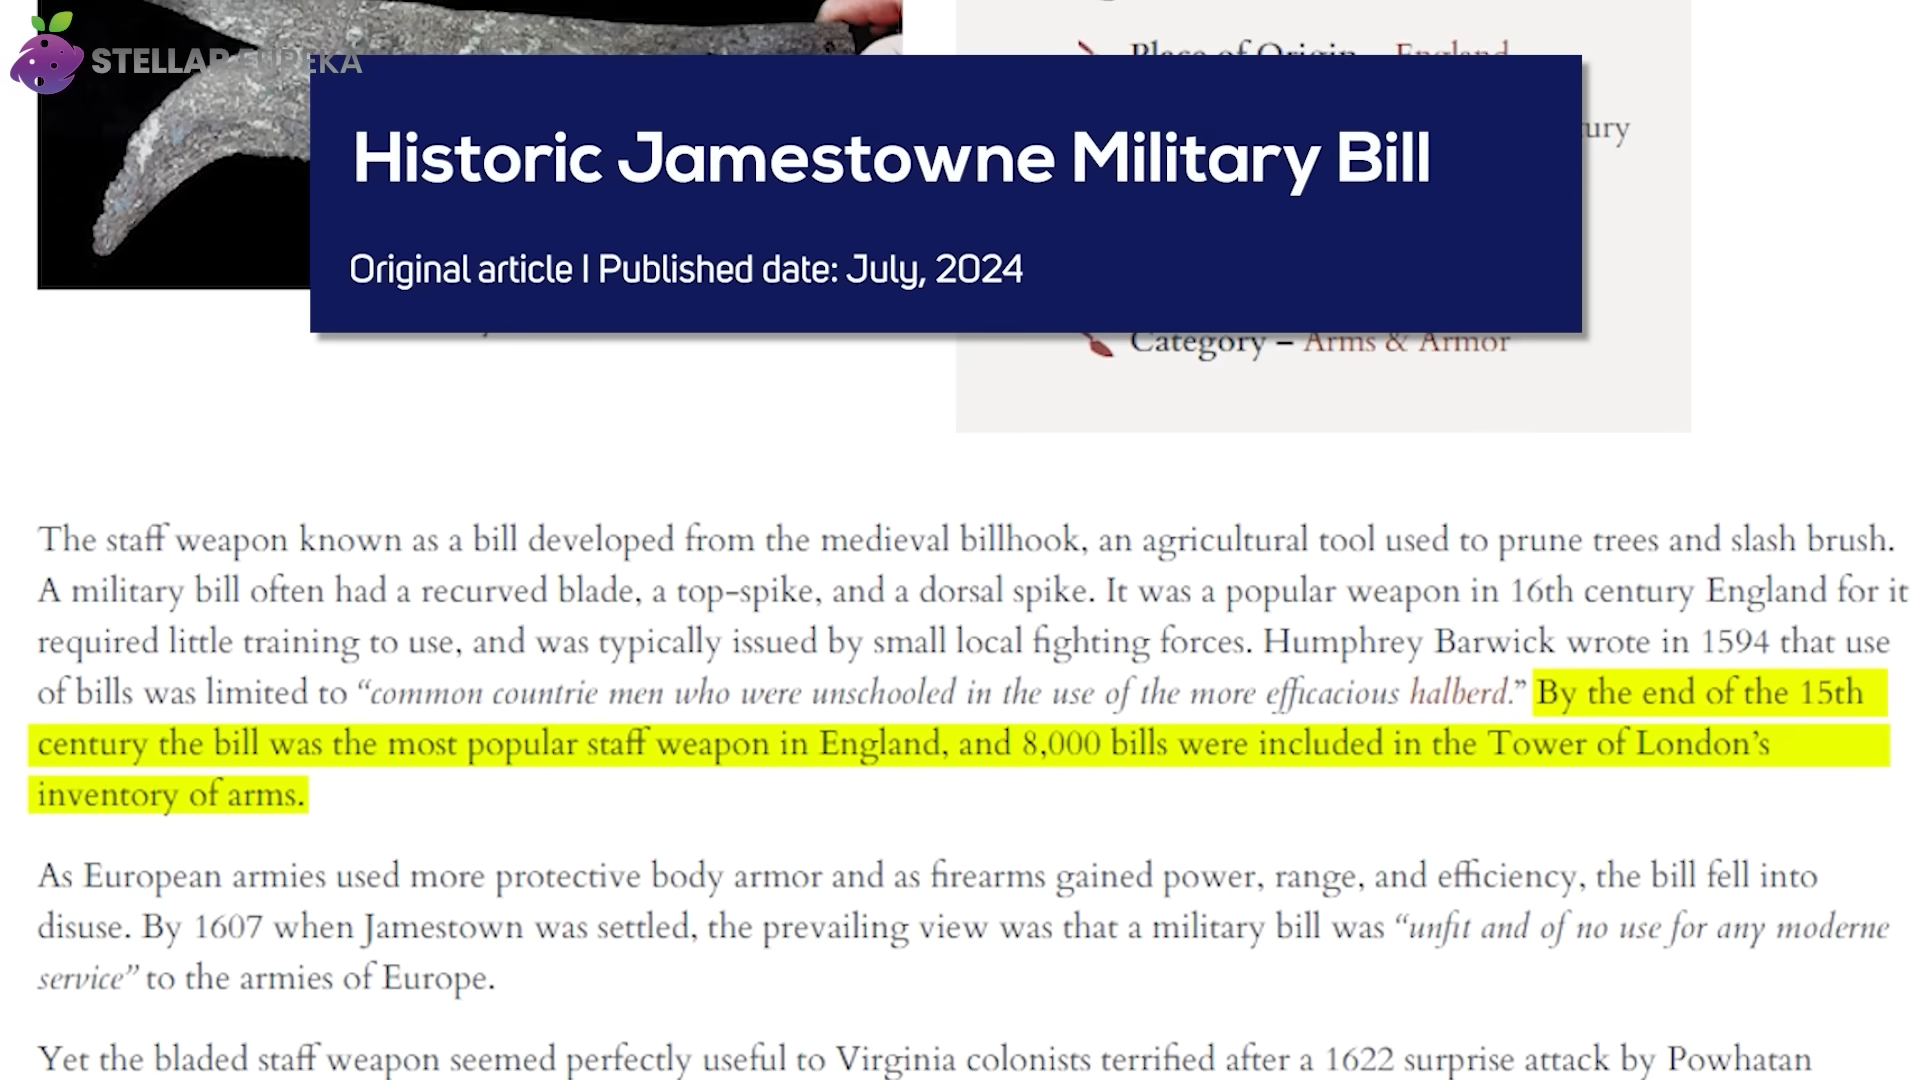 STELLAR EUREKA
Place of Origin – England
Historic Jamestowne Military Bill
ury
Original article | Published date: July, 2024
Category – Arms & Armor
The staff weapon known as a bill developed from the medieval billhook, an agricultural tool used to prune trees and slash brush.
A military bill often had a recurved blade, a top-spike, and a dorsal spike. It was a popular weapon in 16th century England for it
required little training to use, and was typically issued by small local fighting forces. Humphrey Barwick wrote in 1594 that use
of bills was limited to “common countrie men who were unschooled in the use of the more efficacious halberd.” By the end of the 15th
century the bill was the most popular staff weapon in England, and 8,000 bills were included in the Tower of London’s
inventory of arms.
As European armies used more protective body armor and as firearms gained power, range, and efficiency, the bill fell into
disuse. By 1607 when Jamestown was settled, the prevailing view was that a military bill was “unfit and of no use for any moderne
service” to the armies of Europe.
Yet the bladed staff weapon seemed perfectly useful to Virginia colonists terrified after a 1622 surprise attack by Powhatan